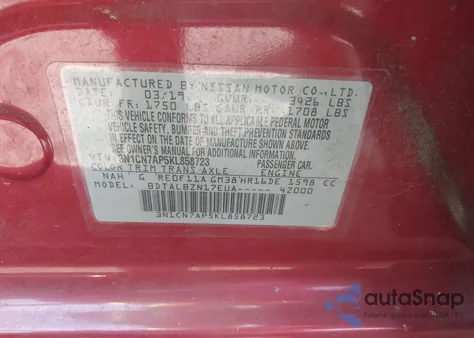 MANUFACTURED BY NISSAN MOTOR CO., LTD.
DATE: 03/19 GVWR: 3426 LBS
GAWR FR: 1750 LBS GAWR RR: 1708 LBS
THIS VEHICLE CONFORMS TO ALL APPLICABLE
FEDERAL MOTOR VEHICLE SAFETY, BUMPER, AND THEFT
PREVENTION STANDARDS IN EFFECT ON THE
DATE OF MANUFACTURE SHOWN ABOVE.
SEE OWNER'S MANUAL FOR
VIN: 3N1CN7AP5KL858723 PASSENGER CAR
COLOR TRIM TRANS AXLE ENGINE
NAH G RE0F11A GM38 HR16DE 1598 CC
MODEL: BDTALBZN17EUA----- 42000
3N1CN7AP5KL858723
autaSnap